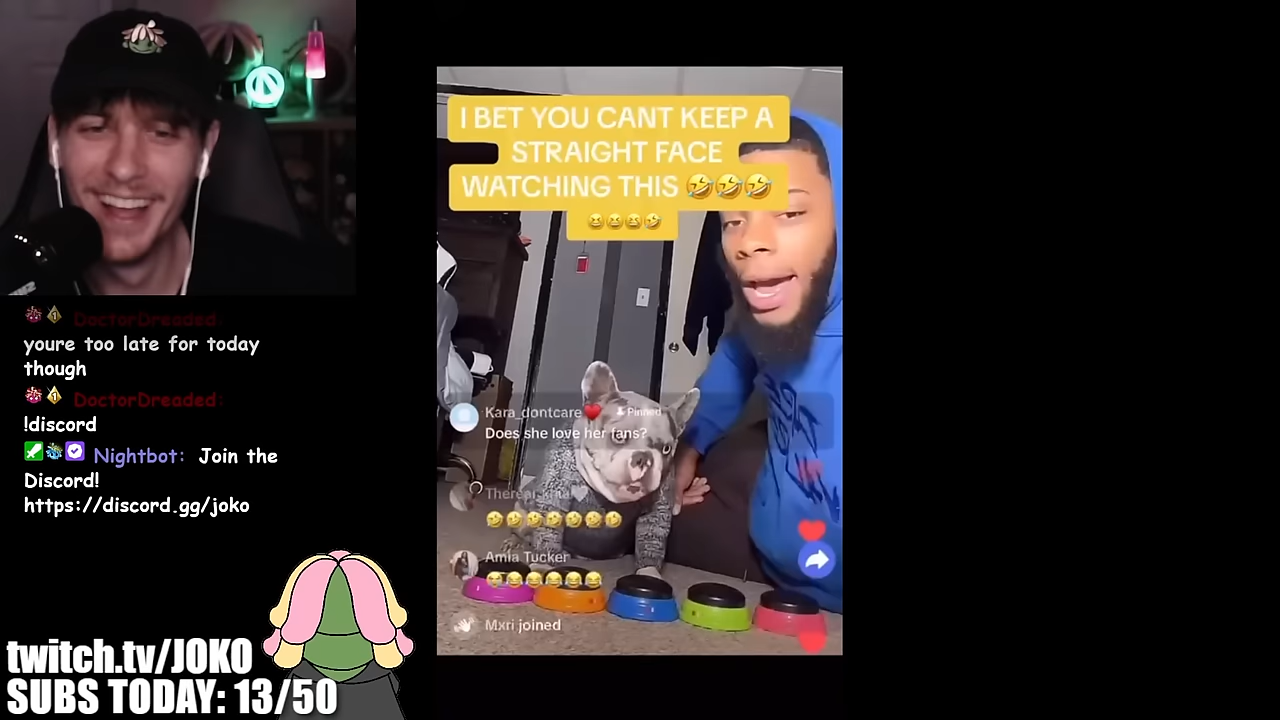 I BET YOU CANT KEEP A
STRAIGHT FACE
WATCHING THIS 🤣🤣🤣
😆😆😆🤣
DoctorDreaded:
youre too late for today
though
DoctorDreaded:
!discord
Nightbot: Join the
Discord!
https://discord.gg/joko
Kara_dontcare❤️ Pinned
Does she love her fans?
🤣🤣🤣🤣🤣🤣🤣
Amia Tucker
😂😂😂😂😂😂
Mxri joined
twitch.tv/JOKO
SUBS TODAY: 13/50